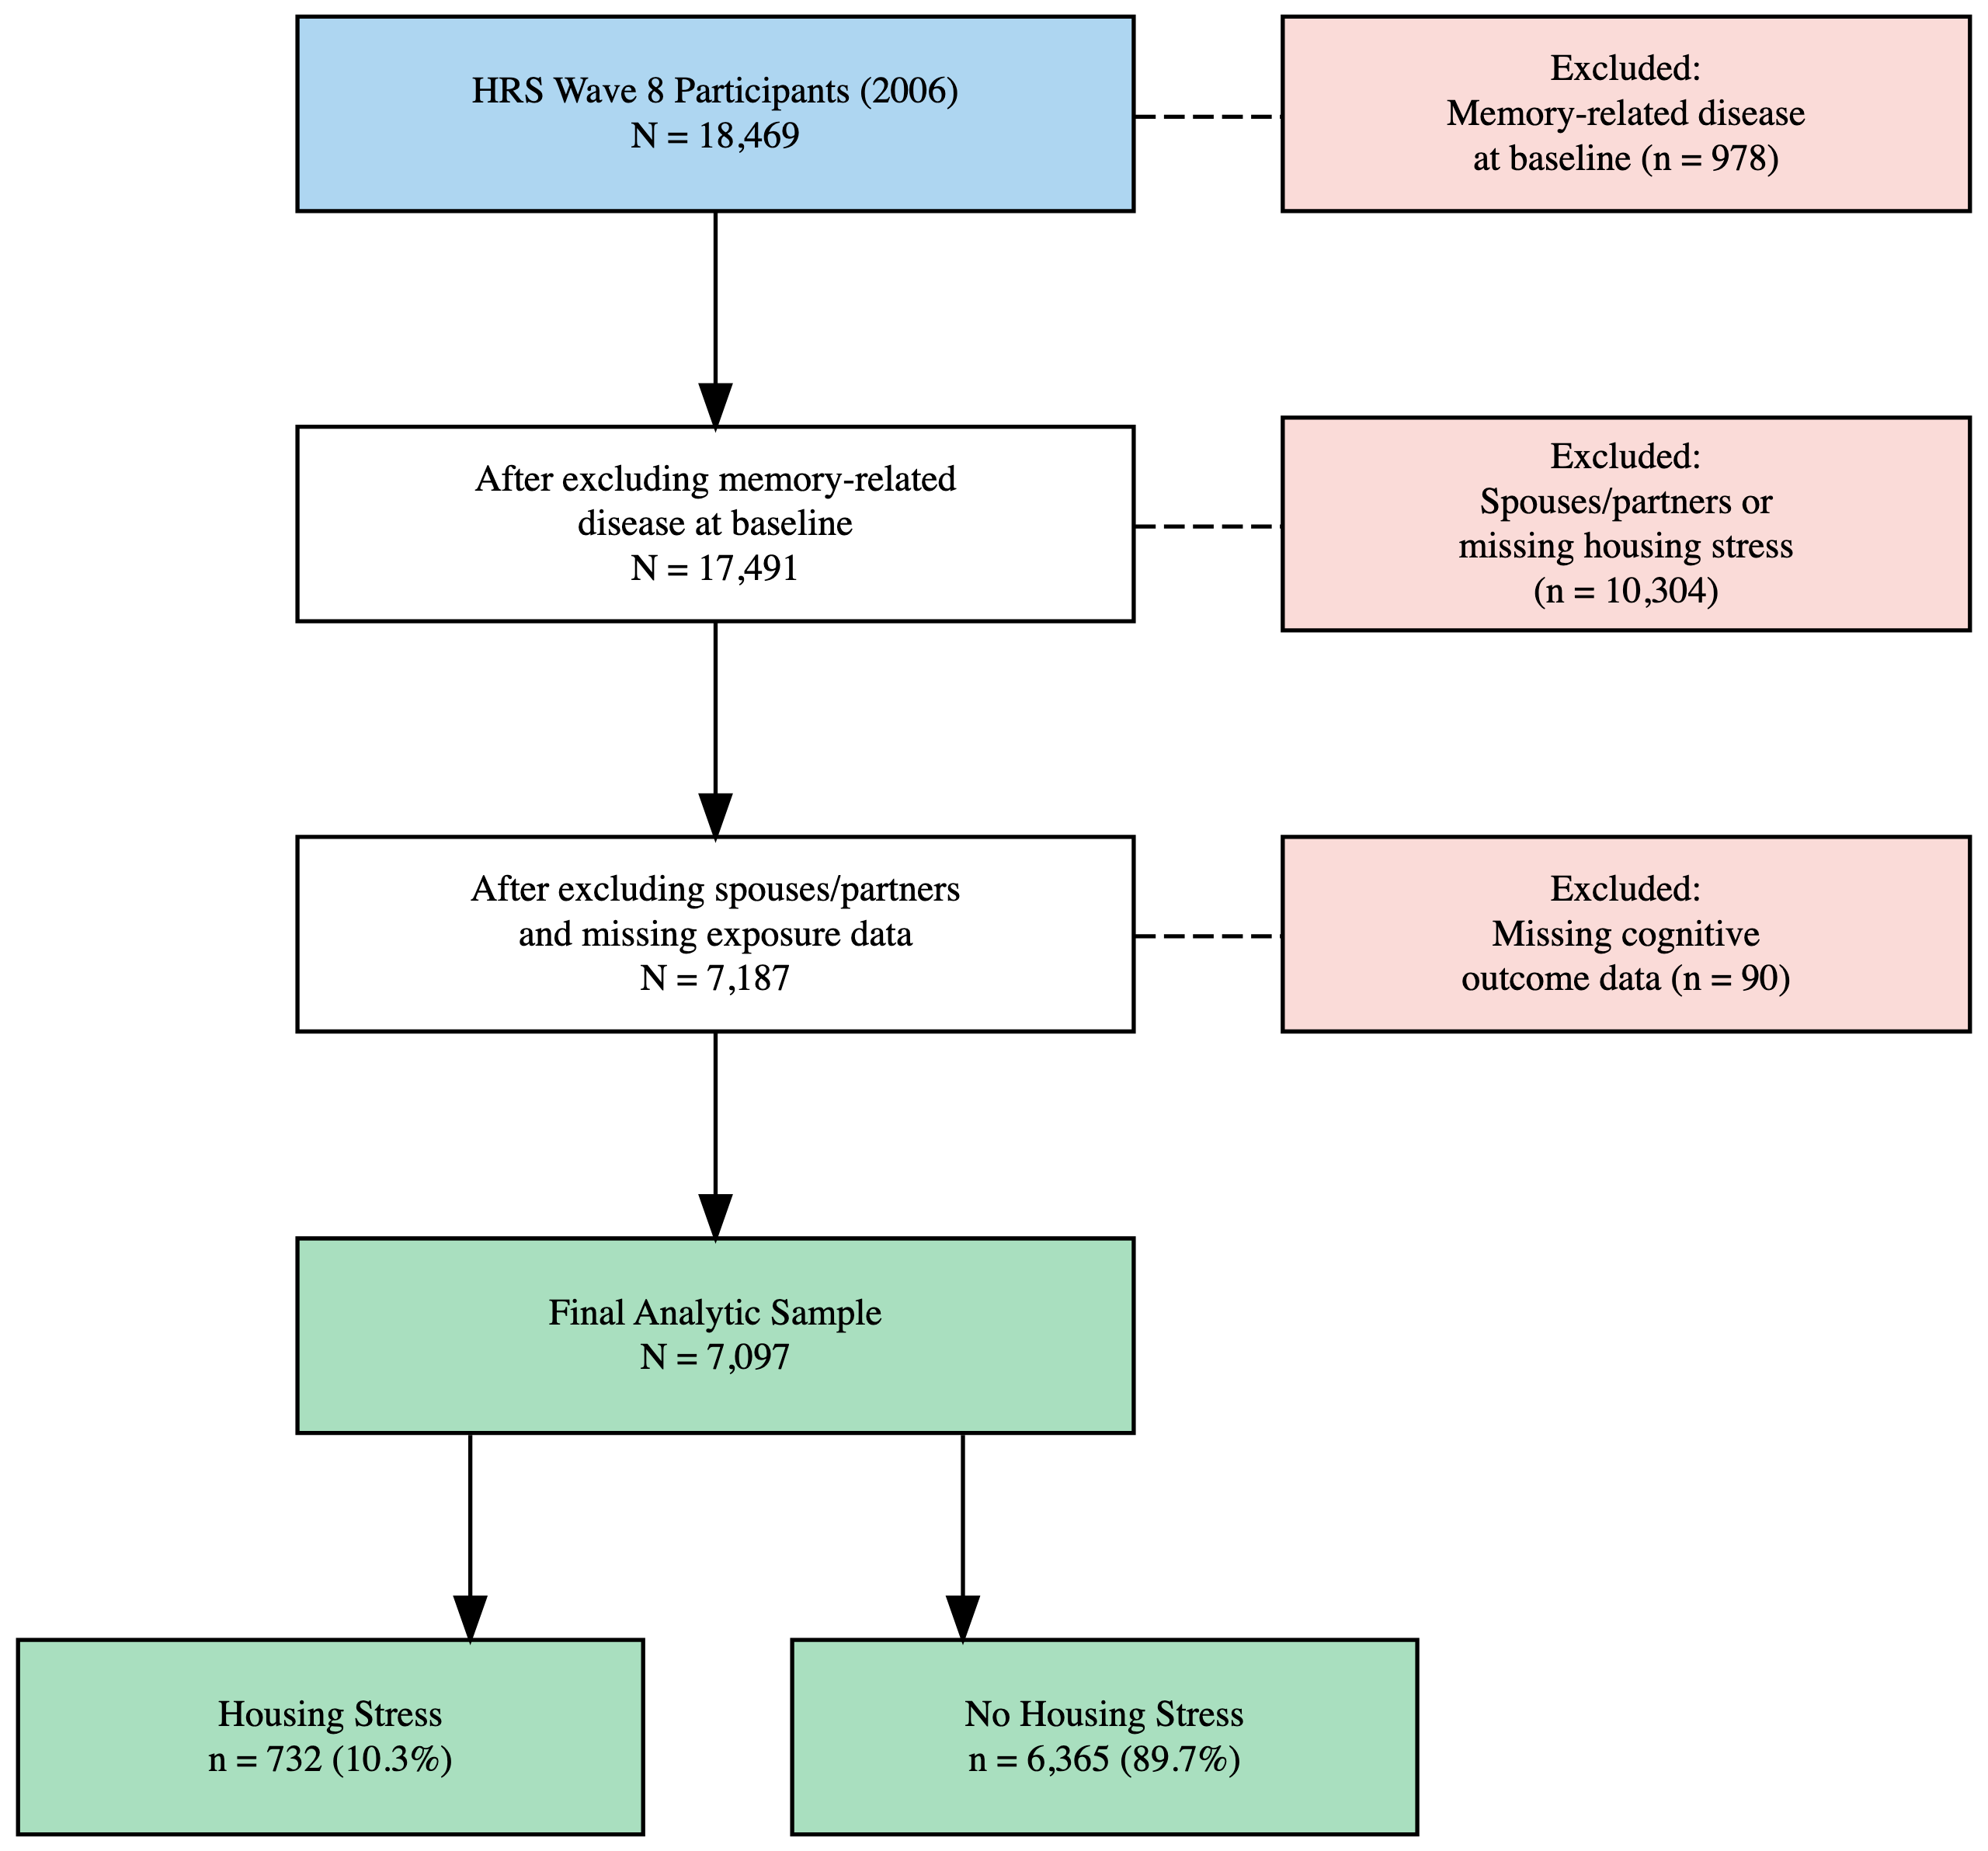 HRS Wave 8 Participants (2006)
N = 18,469
Excluded:
Memory-related disease
at baseline (n = 978)
After excluding memory-related
disease at baseline
N = 17,491
Excluded:
Spouses/partners or
missing housing stress
(n = 10,304)
After excluding spouses/partners
and missing exposure data
N = 7,187
Excluded:
Missing cognitive
outcome data (n = 90)
Final Analytic Sample
N = 7,097
Housing Stress
n = 732 (10.3%)
No Housing Stress
n = 6,365 (89.7%)